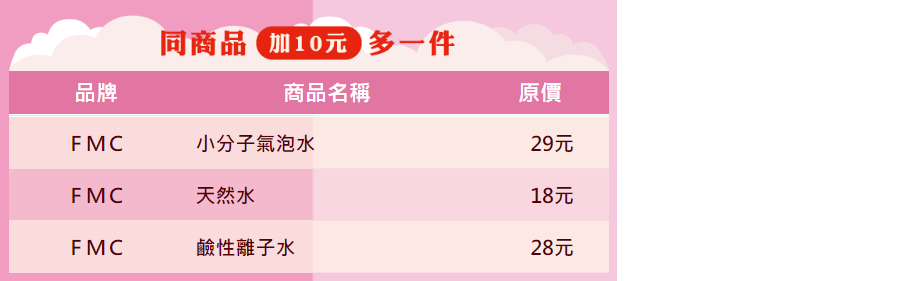 同商品 加10元 多一件
品牌 商品名稱 原價
FMC 小分子氣泡水 29元
FMC 天然水 18元
FMC 鹼性離子水 28元